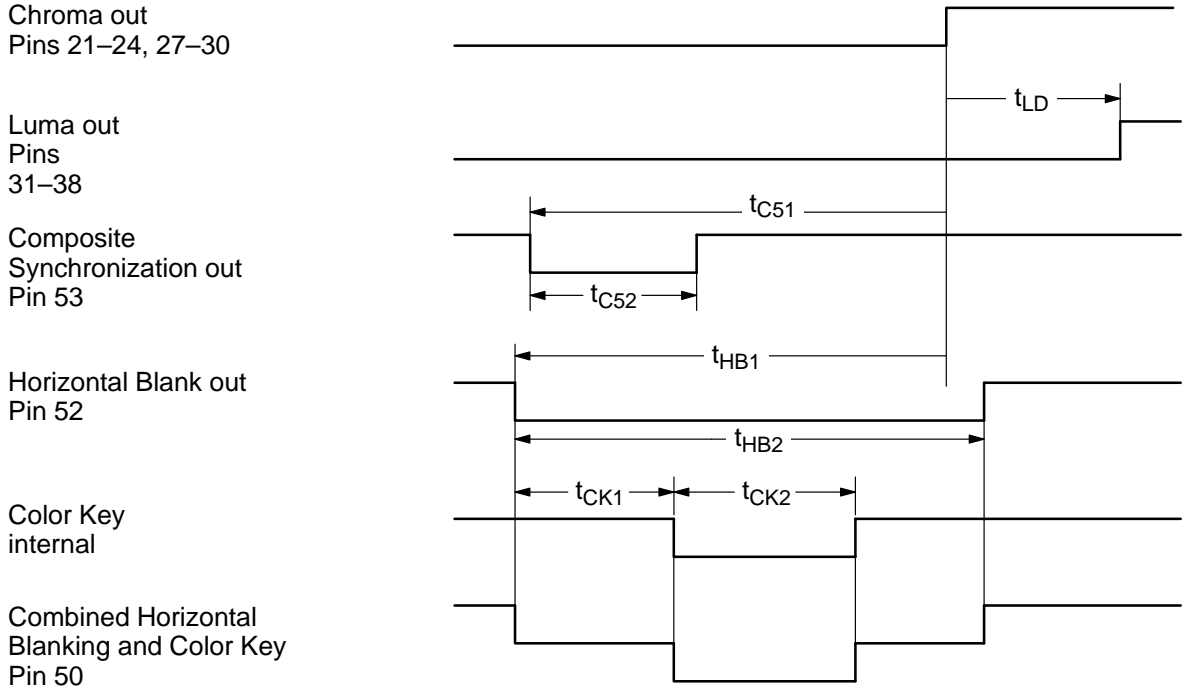 Chroma out
Pins 21–24, 27–30
tLD
Luma out
Pins
31–38
tC51
Composite
Synchronization out
Pin 53
tC52
tHB1
Horizontal Blank out
Pin 52
tHB2
tCK1
tCK2
Color Key
internal
Combined Horizontal
Blanking and Color Key
Pin 50